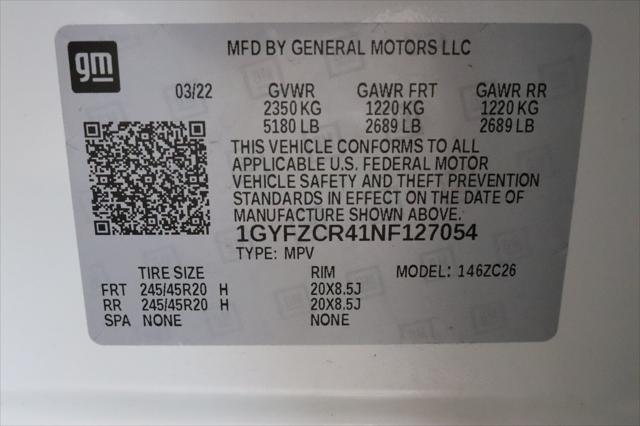 gm
MFD BY GENERAL MOTORS LLC
03/22 GVWR GAWR FRT GAWR RR
2350 KG 1220 KG 1220 KG
5180 LB 2689 LB 2689 LB
THIS VEHICLE CONFORMS TO ALL
APPLICABLE U.S. FEDERAL MOTOR
VEHICLE SAFETY AND THEFT PREVENTION
STANDARDS IN EFFECT ON THE DATE OF
MANUFACTURE SHOWN ABOVE.
1GYFZCR41NF127054
TYPE: MPV MODEL: 146ZC26
TIRE SIZE RIM
FRT 245/45R20 H 20X8.5J
RR 245/45R20 H 20X8.5J
SPA NONE NONE